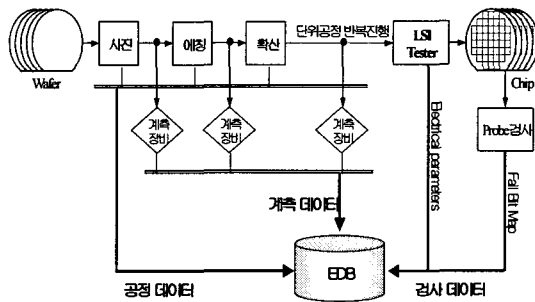 사진
에칭
확산
단위공정 반복진행
LSI
Tester
Wafer
Chip
계측
장비
계측
장비
계측
장비
Probe검사
Electrical parameters
Fail Bit Map
계측 데이터
EDB
공정 데이터
검사 데이터